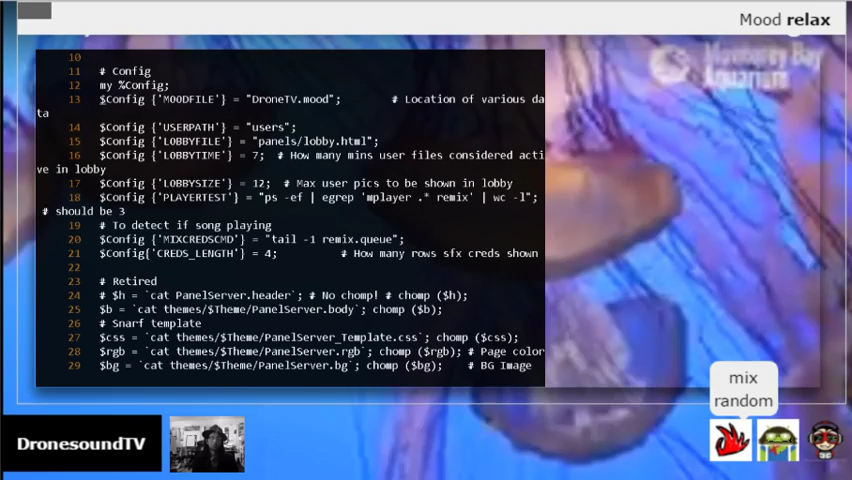 Mood relax
Monterey Bay
Aquarium
10
11 # Config
12 my %Config;
13 $Config {'MOODFILE'} = "DroneTV.mood"; # Location of various da
ta
14 $Config {'USERPATH'} = "users";
15 $Config {'LOBBYFILE'} = "panels/lobby.html";
16 $Config {'LOBBYTIME'} = 7; # How many mins user files considered acti
ve in lobby
17 $Config {'LOBBYSIZE'} = 12; # Max user pics to be shown in lobby
18 $Config {'PLAYERTEST'} = "ps -ef | egrep 'mplayer .* remix' | wc -l";
# should be 3
19 # To detect if song playing
20 $Config {'MIXCREDSCMD'} = "tail -1 remix.queue";
21 $Config{'CREDS_LENGTH'} = 4; # How many rows sfx creds shown
22
23 # Retired
24 # $h = `cat PanelServer.header`; # No chomp! # chomp ($h);
25 $b = `cat themes/$Theme/PanelServer.body`; chomp ($b);
26 # Snarf template
27 $css = `cat themes/$Theme/PanelServer_Template.css`; chomp ($css);
28 $rgb = `cat themes/$Theme/PanelServer.rgb`; chomp ($rgb); # Page color
29 $bg = `cat themes/$Theme/PanelServer.bg`; chomp ($bg); # BG Image
mix
random
DronesoundTV